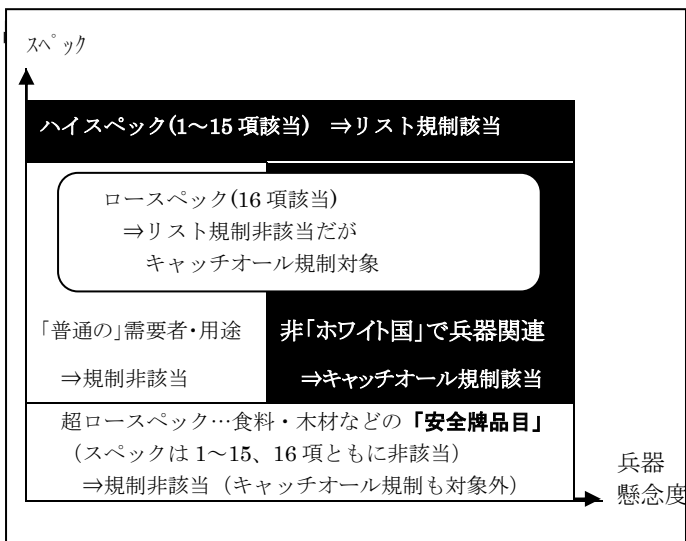 スペック
ハイスペック(1～15項該当) ⇒リスト規制該当
ロースペック(16項該当)
⇒リスト規制非該当だが
キャッチオール規制対象
「普通の」需要者・用途
⇒規制非該当
非「ホワイト国」で兵器関連
⇒キャッチオール規制該当
超ロースペック…食料・木材などの「安全牌品目」
(スペックは1～15、16項ともに非該当)
⇒規制非該当（キャッチオール規制も対象外）
兵器
懸念度